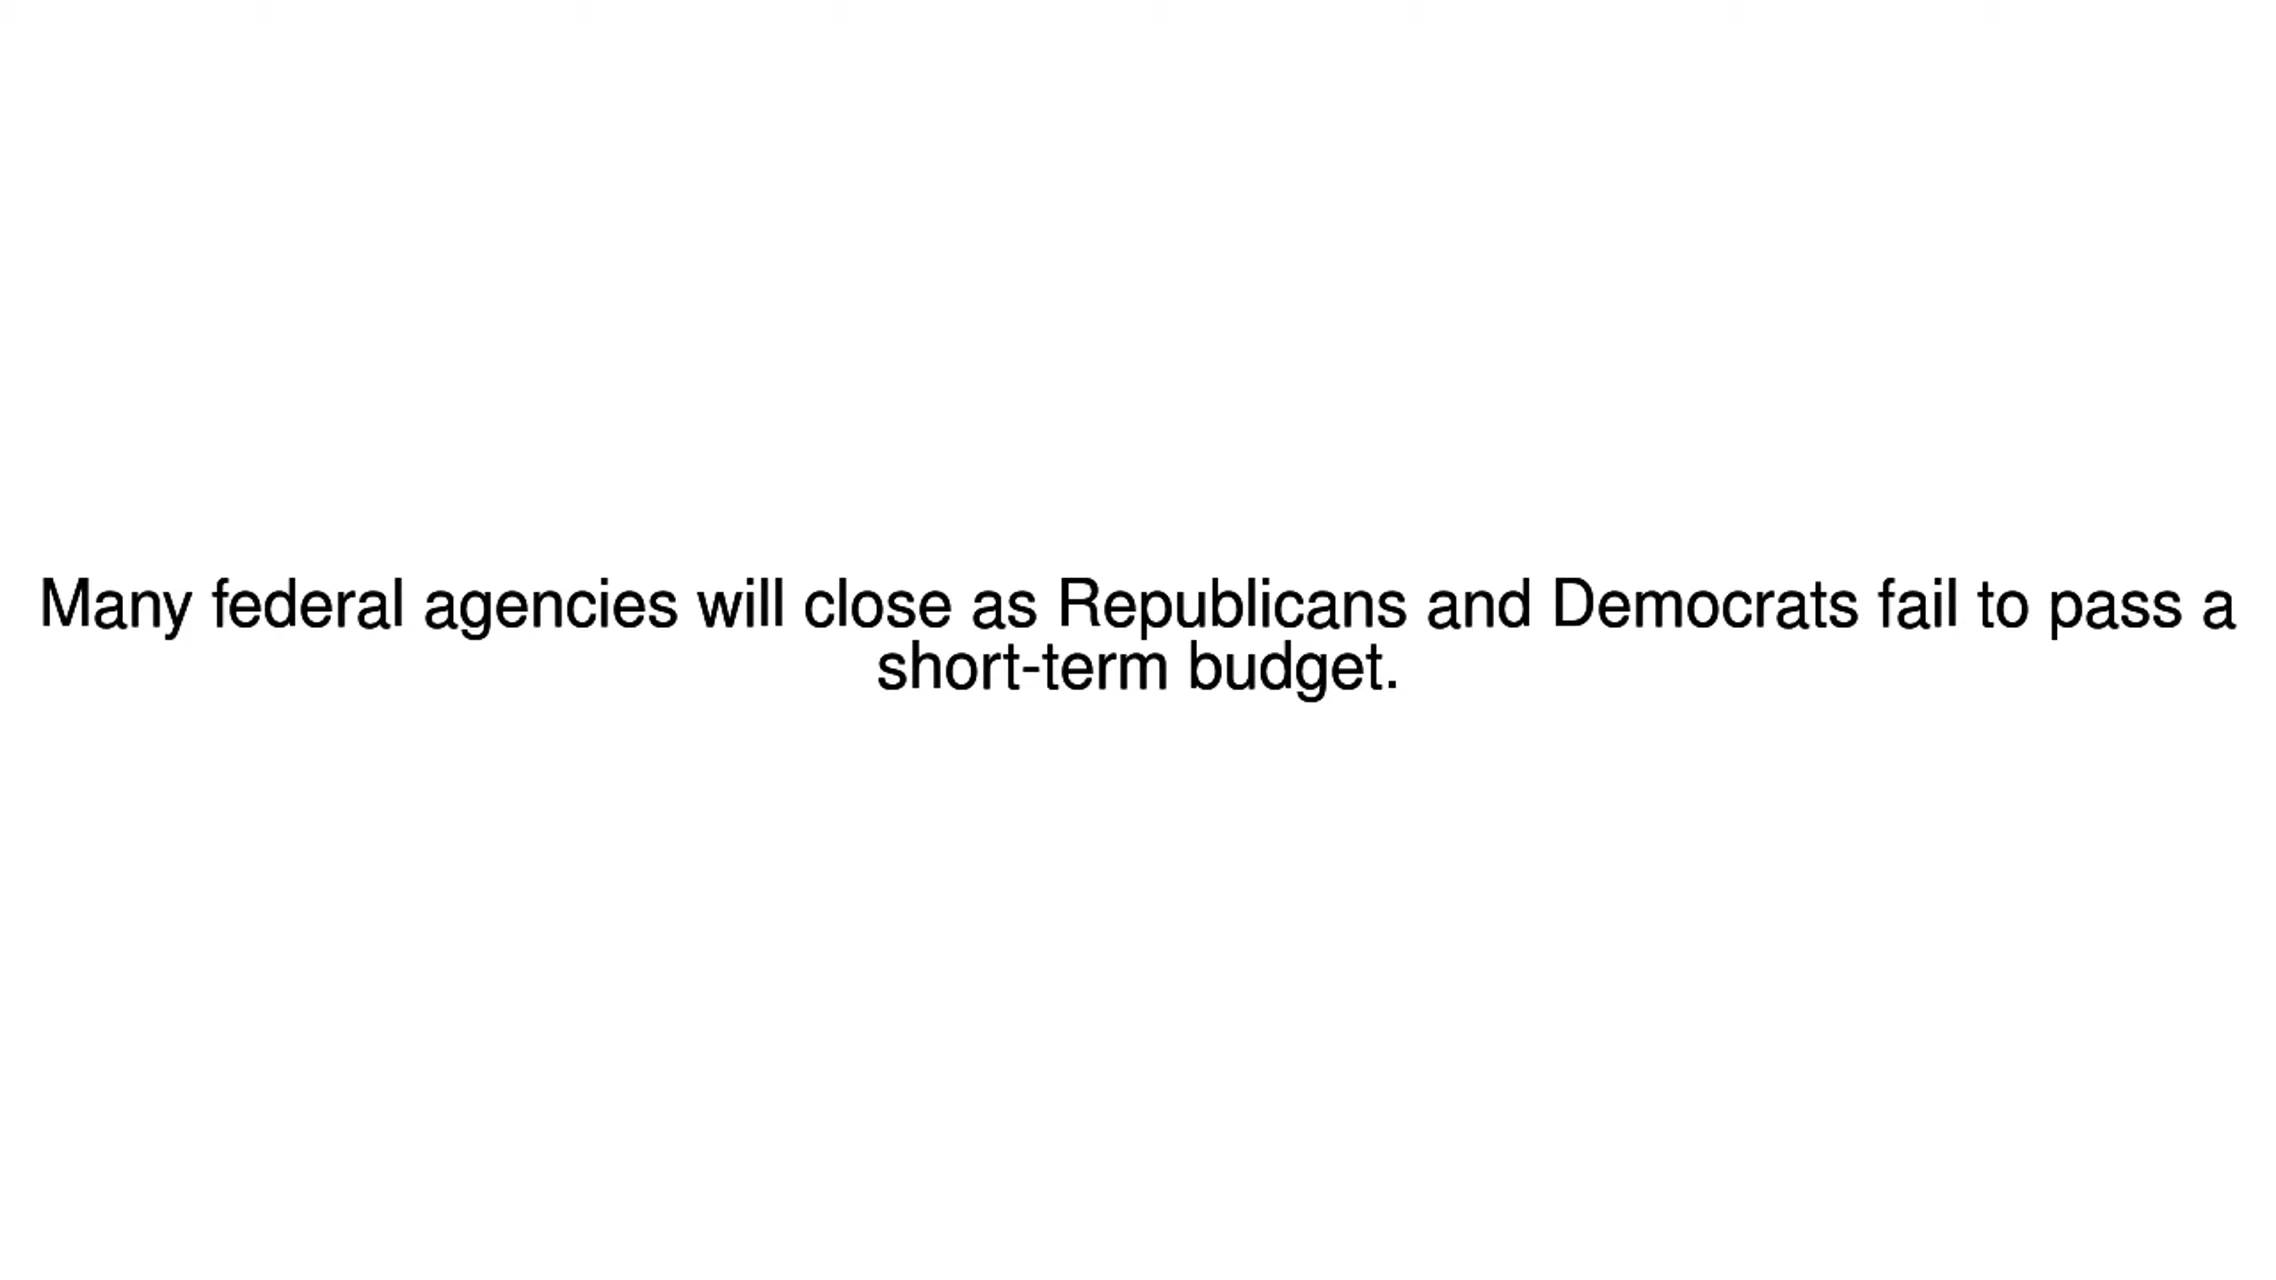 Many federal agencies will close as Republicans and Democrats fail to pass a
short-term budget.